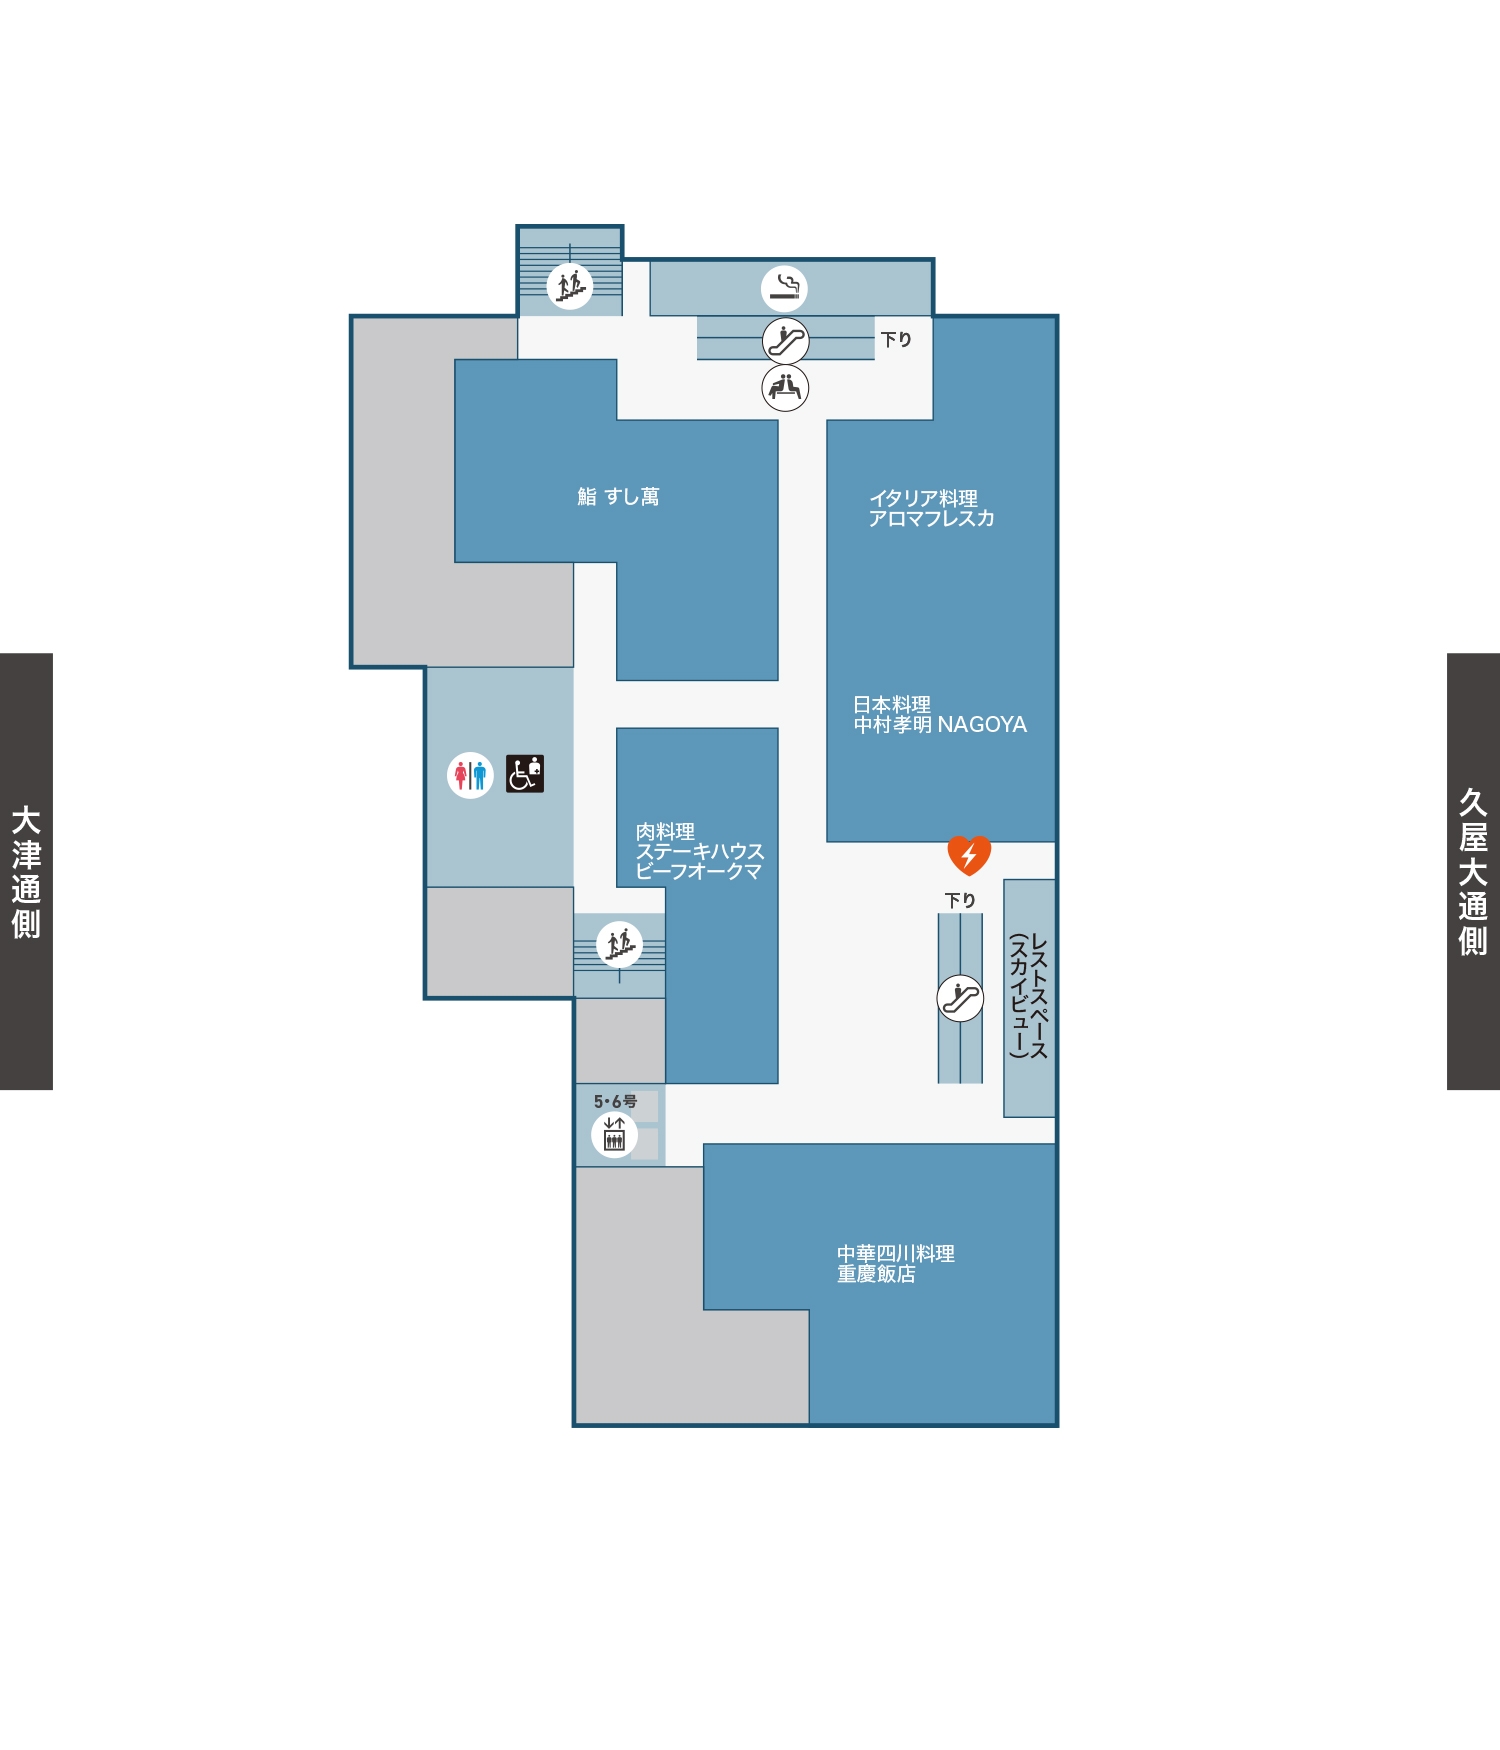 下り
鮨 すし萬
イタリア料理
アロマフレスカ
日本料理
中村孝明 NAGOYA
肉料理
ステーキハウス
ビーフオークマ
大津通側
久屋大通側
下り
レストスペース
(スカイビュー)
5・6号
中華四川料理
重慶飯店